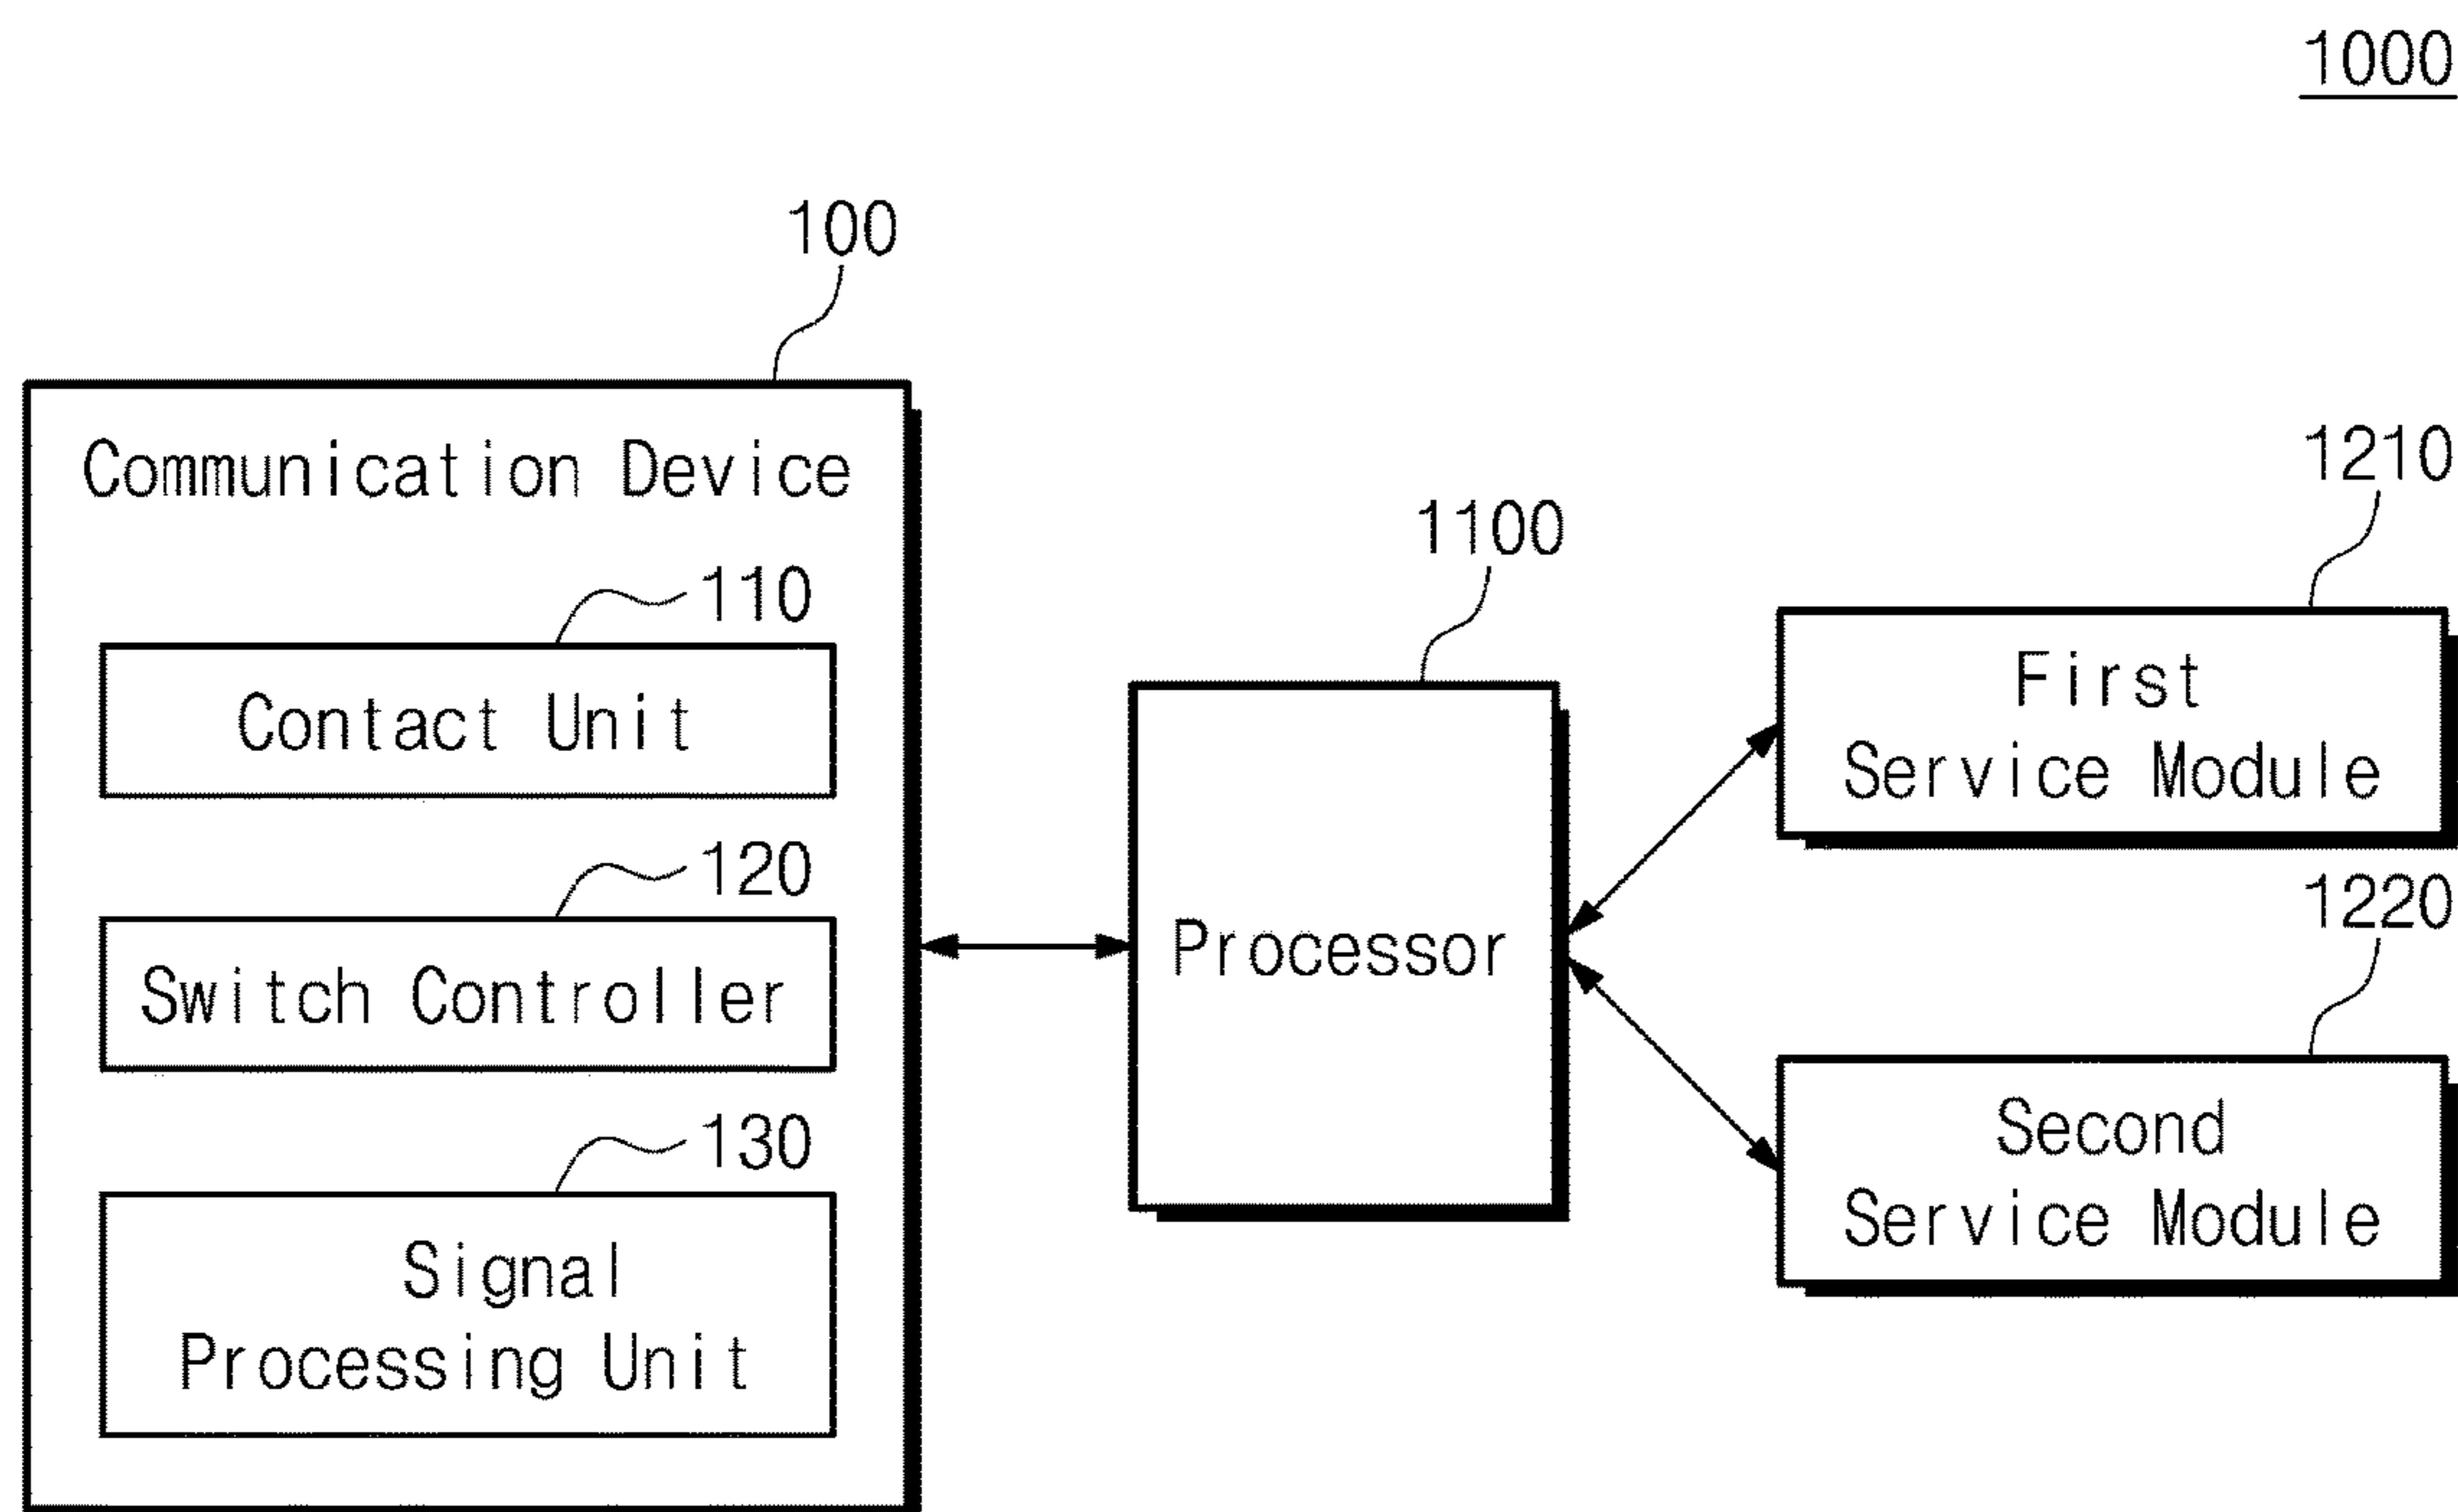 1000
100
Communication Device
110
Contact Unit
120
Switch Controller
130
Signal
Processing Unit
1100
Processor
1210
First
Service Module
1220
Second
Service Module